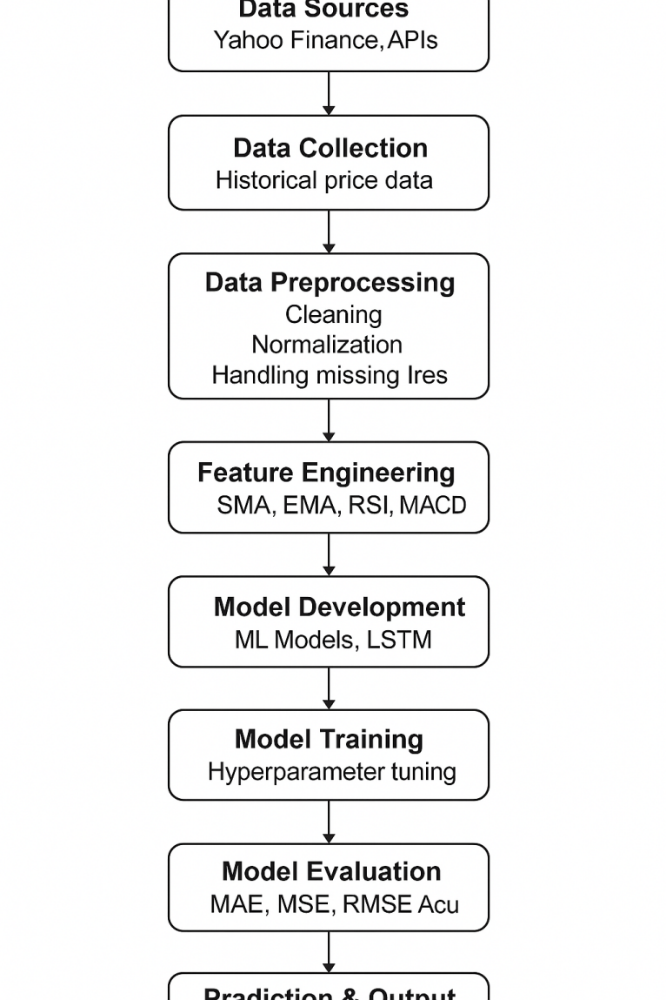 Data Sources
Yahoo Finance, APIs
Data Collection
Historical price data
Data Preprocessing
Cleaning
Normalization
Handling missing Ires
Feature Engineering
SMA, EMA, RSI, MACD
Model Development
ML Models, LSTM
Model Training
Hyperparameter tuning
Model Evaluation
MAE, MSE, RMSE Acu
Pradiction & Output